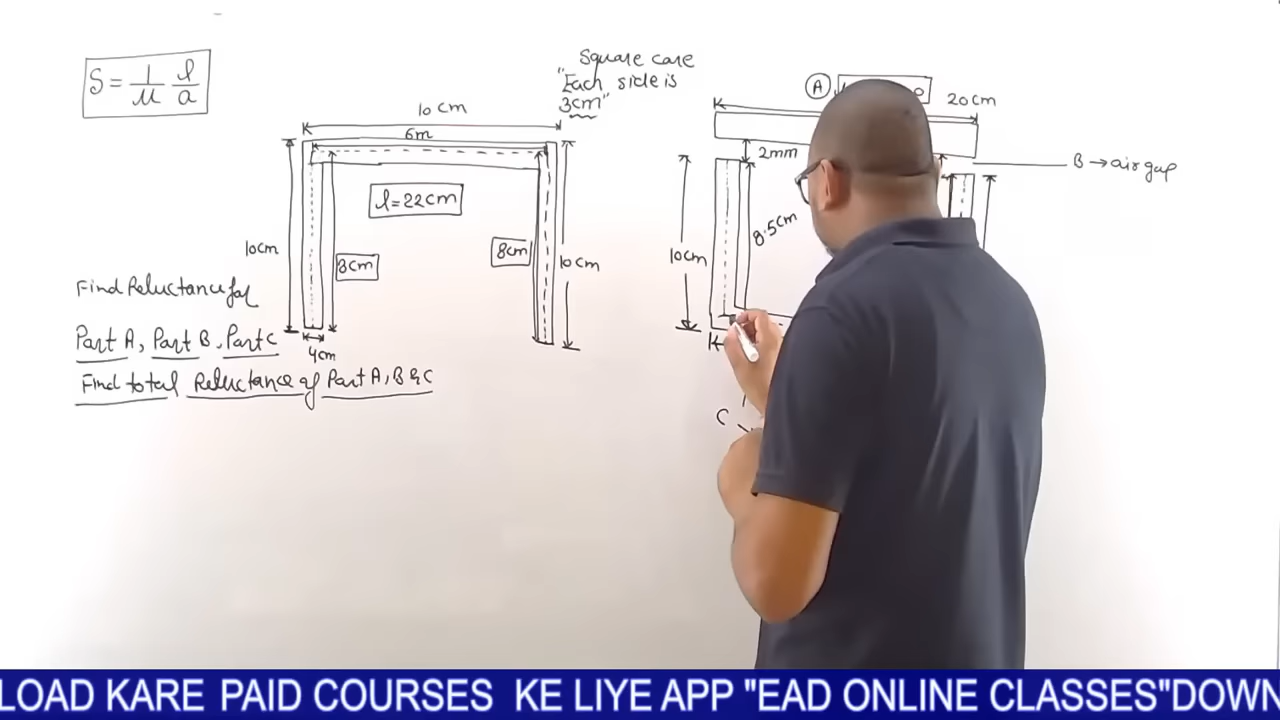 S = 1/μ l/a
Square care
"Each side is
3cm"
10 cm
6m
l=22cm
10cm
8cm
8cm
10cm
4cm
Find Reluctance for
Part A, Part B, Part C
Find total Reluctance of Part A, B & C
A
20cm
2mm
B → air gap
8.5cm
10cm
C
LOAD KARE PAID COURSES KE LIYE APP "EAD ONLINE CLASSES"DOWN